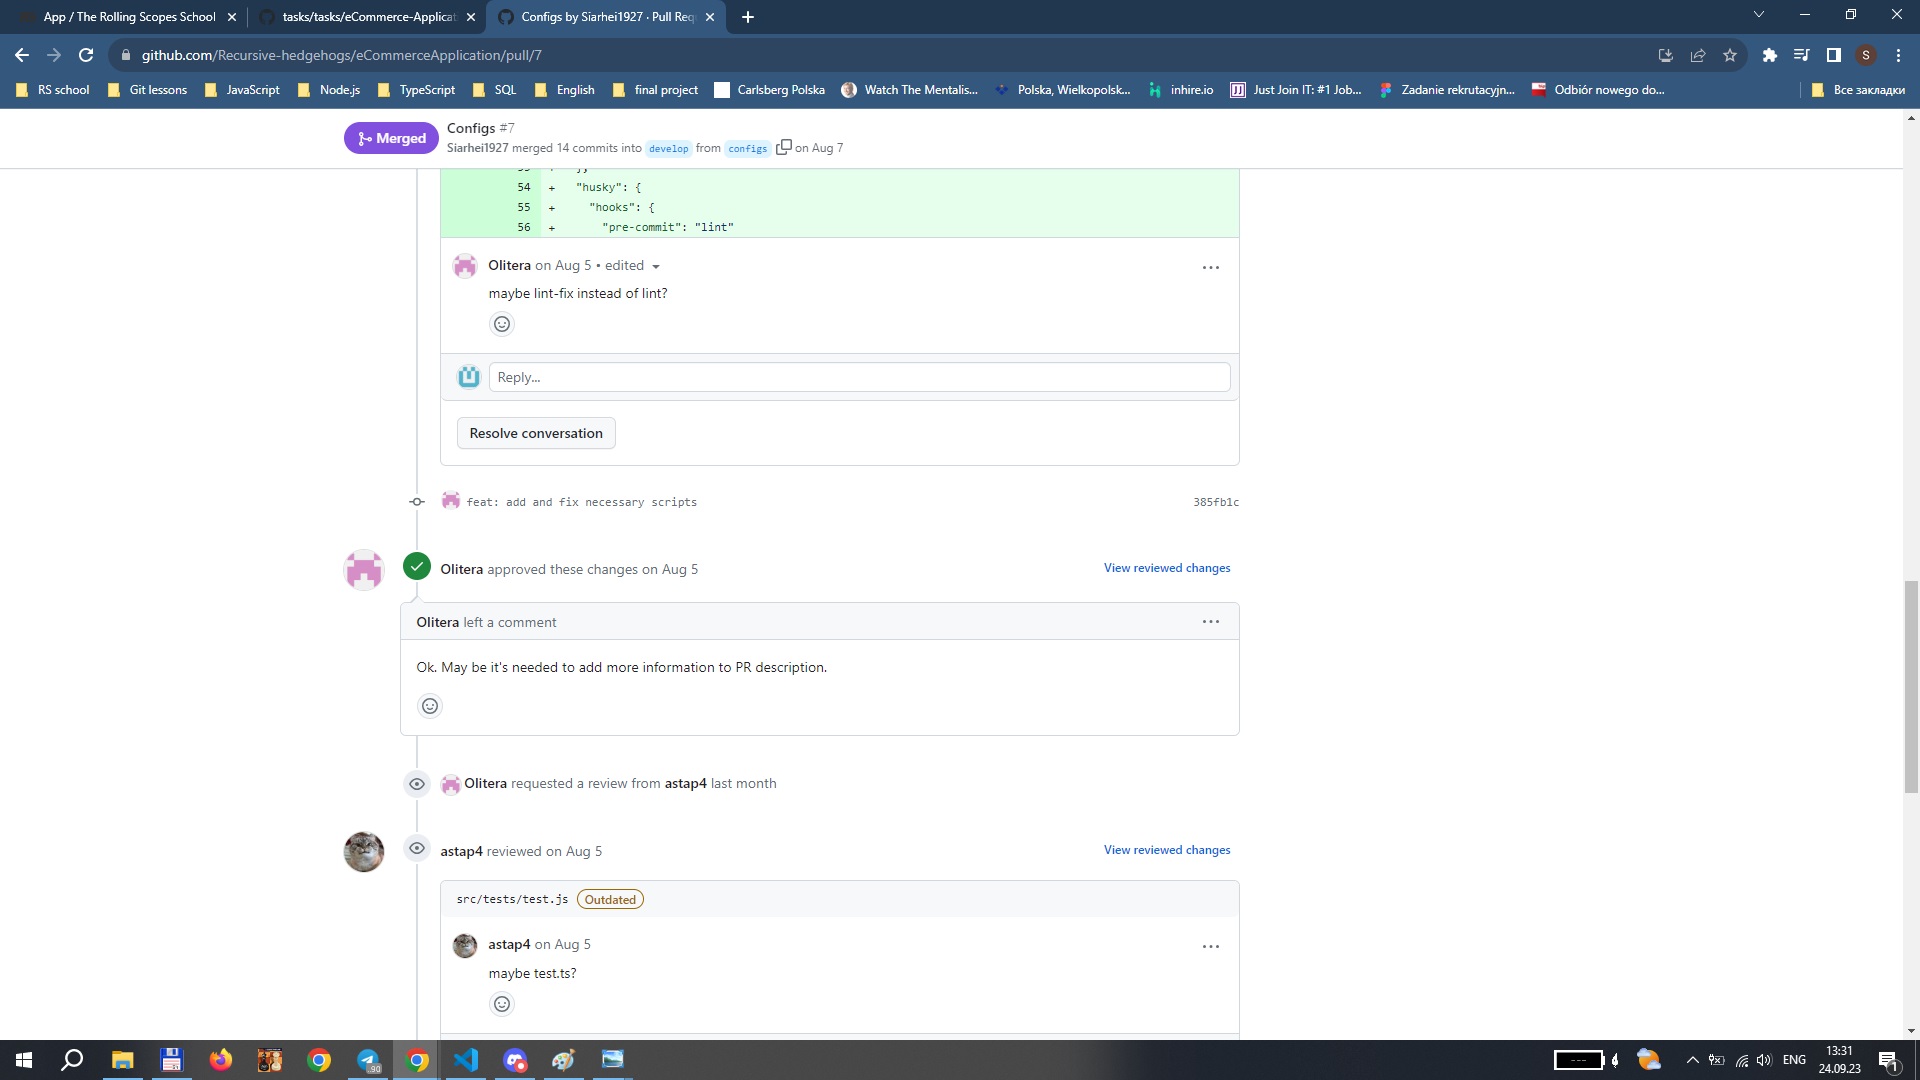 App / The Rolling Scopes School
tasks/tasks/eCommerce-Applicati
Configs by Siarhei1927 · Pull Req
github.com/Recursive-hedgehogs/eCommerceApplication/pull/7
S
RS school
Git lessons
JavaScript
Node.js
TypeScript
SQL
English
final project
Carlsberg Polska
Watch The Mentalis...
Polska, Wielkopolsk...
inhire.io
Just Join IT: #1 Job...
Zadanie rekrutacyjn...
Odbiór nowego do...
Все закладки
Merged
Configs #7
Siarhei1927 merged 14 commits into develop from configs on Aug 7
54 + "husky": {
55 + "hooks": {
56 + "pre-commit": "lint"
Olitera on Aug 5 • edited
maybe lint-fix instead of lint?
Reply...
Resolve conversation
feat: add and fix necessary scripts 385fb1c
Olitera approved these changes on Aug 5 View reviewed changes
Olitera left a comment
Ok. May be it's needed to add more information to PR description.
Olitera requested a review from astap4 last month
astap4 reviewed on Aug 5 View reviewed changes
src/tests/test.js Outdated
astap4 on Aug 5
maybe test.ts?
90
ENG
13:31
24.09.23
1